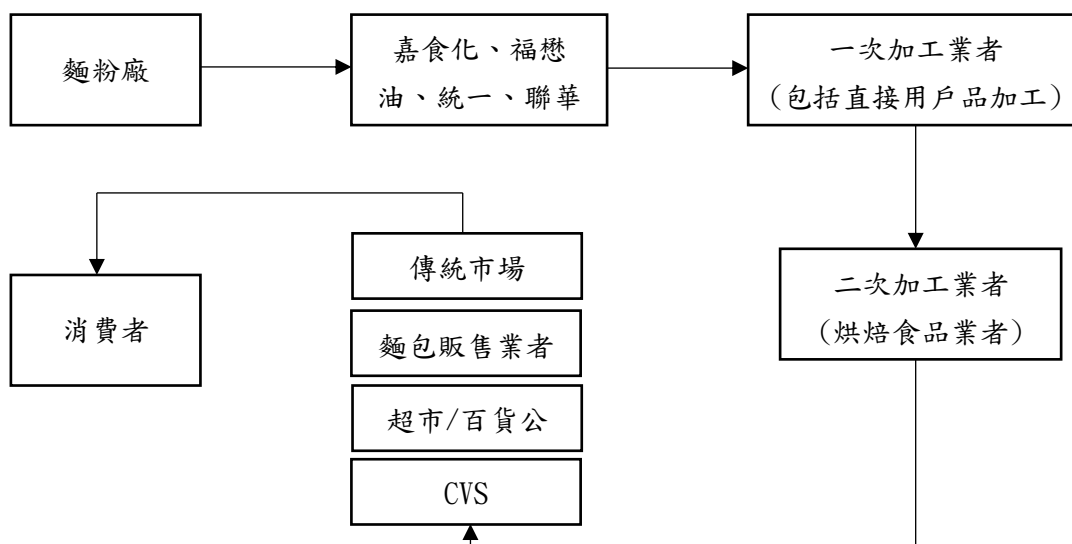 麵粉廠
嘉食化、福懋
油、統一、聯華
一次加工業者
（包括直接用戶品加工）
傳統市場
消費者
麵包販售業者
超市/百貨公
CVS
二次加工業者
（烘焙食品業者）